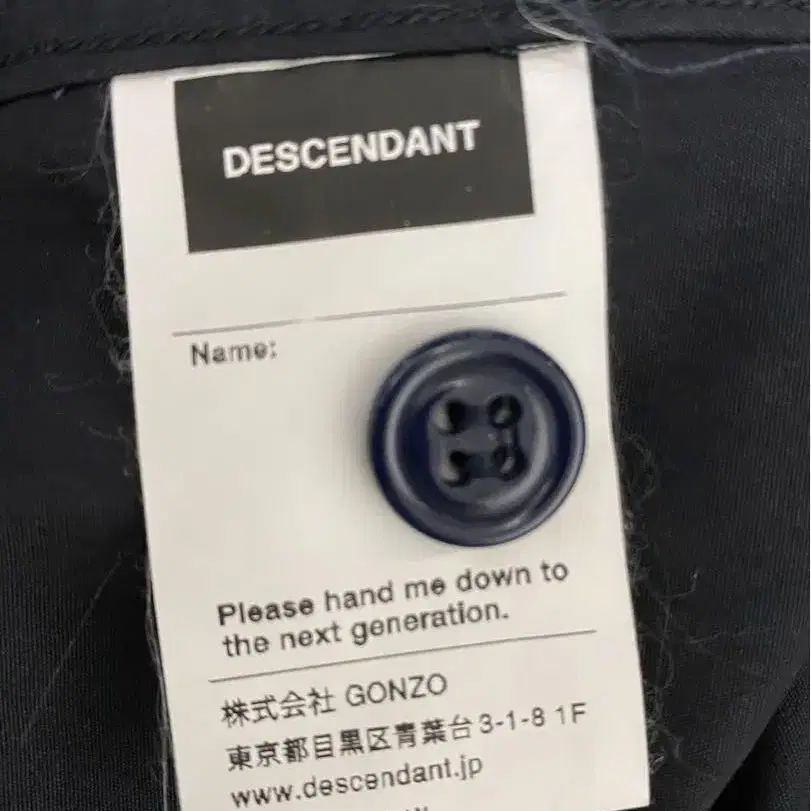 DESCENDANT
Name:
Please hand me down to
the next generation.
株式会社 GONZO
東京都目黒区青葉台3-1-8 1F
www.descendant.jp